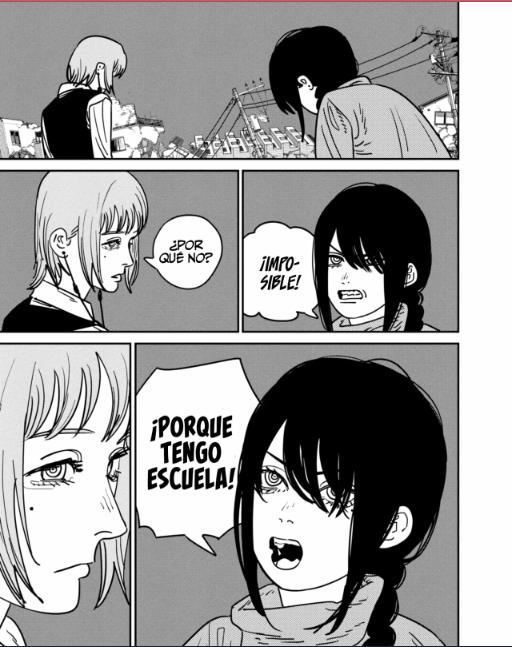 ¡IMPO-
SIBLE!
¿POR
QUÉ NO?
¡PORQUE
TENGO
ESCUELA!